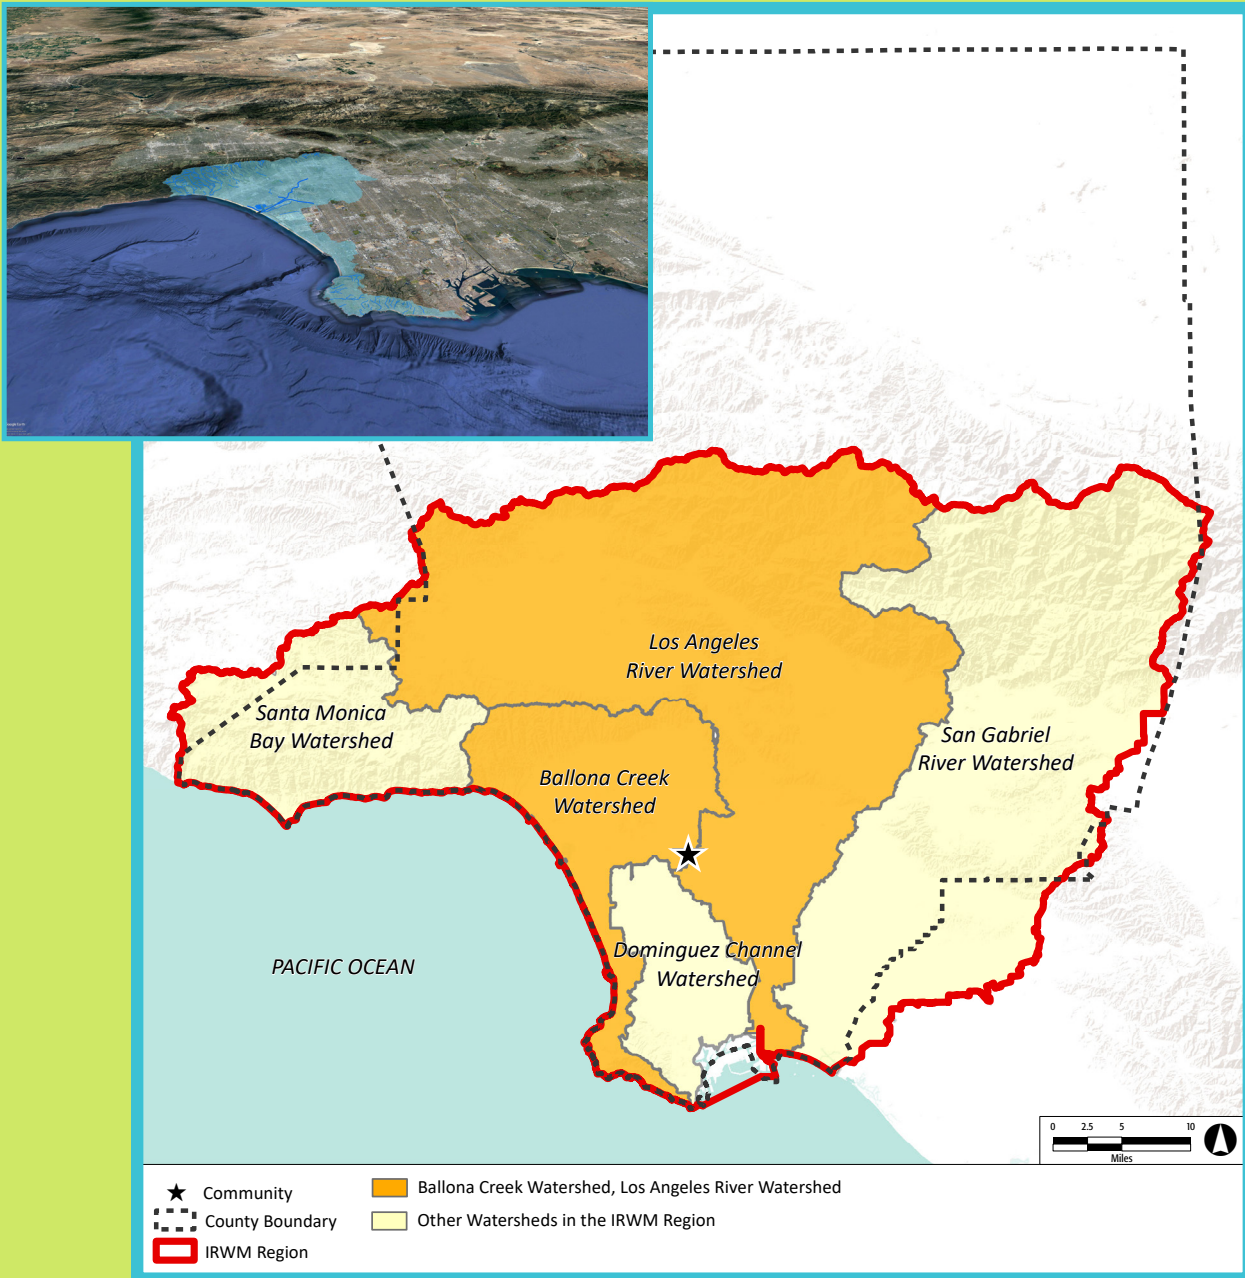 Los Angeles
River Watershed
Santa Monica
Bay Watershed
San Gabriel
River Watershed
Ballona Creek
Watershed
Dominguez Channel
Watershed
PACIFIC OCEAN
0 2.5 5 10
Miles
Community
County Boundary
IRWM Region
Ballona Creek Watershed, Los Angeles River Watershed
Other Watersheds in the IRWM Region